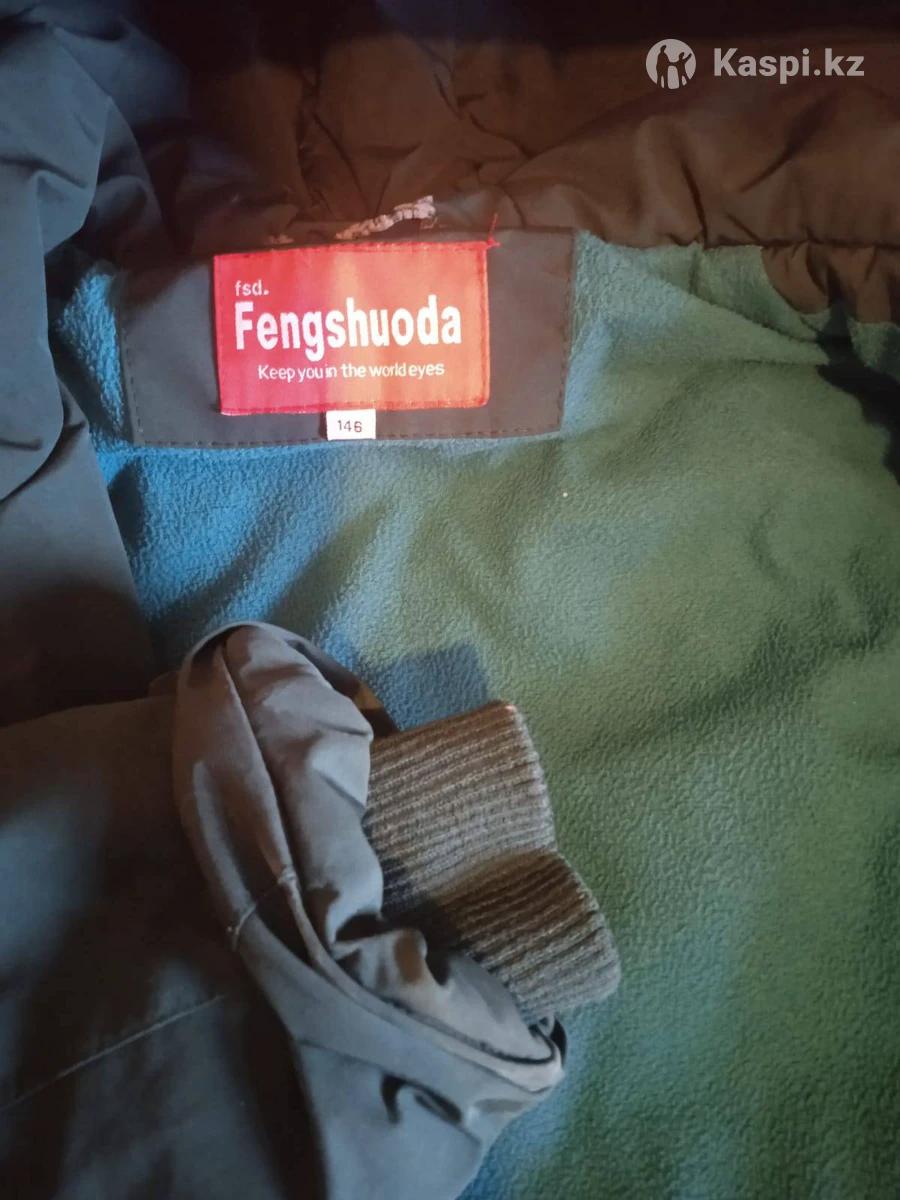 Kaspi.kz
fsd.
Fengshuoda
Keep you in the world eyes
146